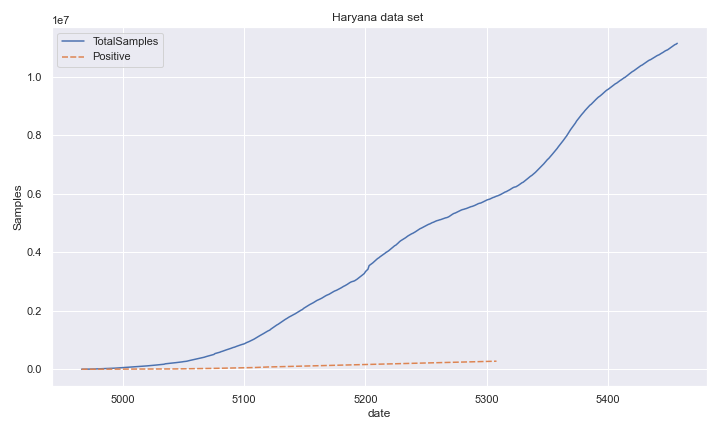 Haryana data set
1e7
TotalSamples
Positive
1.0
0.8
0.6
0.4
0.2
0.0
Samples
5000 5100 5200 5300 5400
date